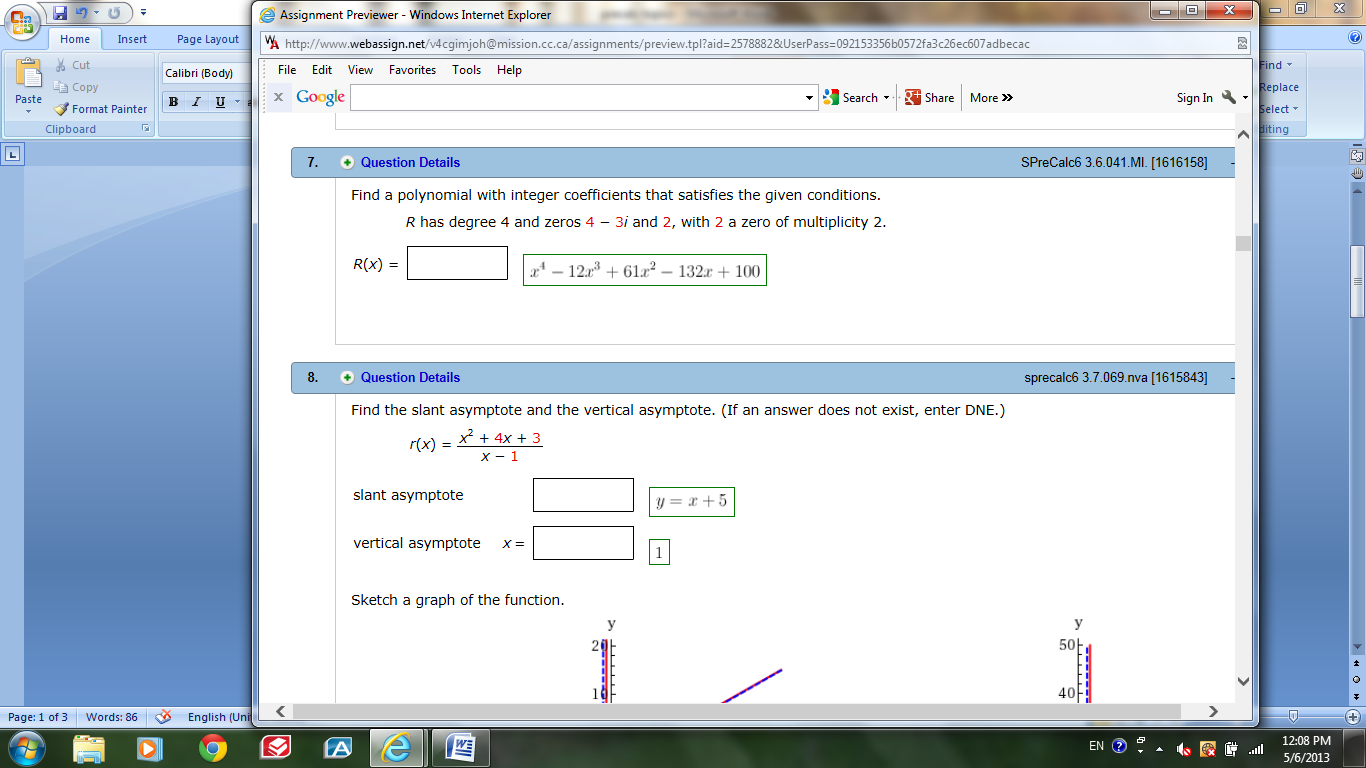 Assignment Previewer - Windows Internet Explorer
Home Insert Page Layout
http://www.webassign.net/v4cgimjoh@mission.cc.ca/assignments/preview.tpl?aid=2578882&UserPass=092153356b0572fa3c26ec607adbecac
File Edit View Favorites Tools Help
Paste
Cut
Copy
Format Painter
Clipboard
Calibri (Body)
B I U
X Google Search Share More »
Sign In
Find
Replace
Select
diting
7. Question Details SPreCalc6 3.6.041.MI. [1616158]
Find a polynomial with integer coefficients that satisfies the given conditions.
R has degree 4 and zeros 4 − 3i and 2, with 2 a zero of multiplicity 2.
R(x) = x⁴ − 12x³ + 61x² − 132x + 100
8. Question Details sprecalc6 3.7.069.nva [1615843]
Find the slant asymptote and the vertical asymptote. (If an answer does not exist, enter DNE.)
r(x) = x² + 4x + 3
x − 1
slant asymptote y = x + 5
vertical asymptote x = 1
Sketch a graph of the function.
y y
20 50
10 40
Page: 1 of 3 Words: 86 English (Uni
EN 12:08 PM
5/6/2013